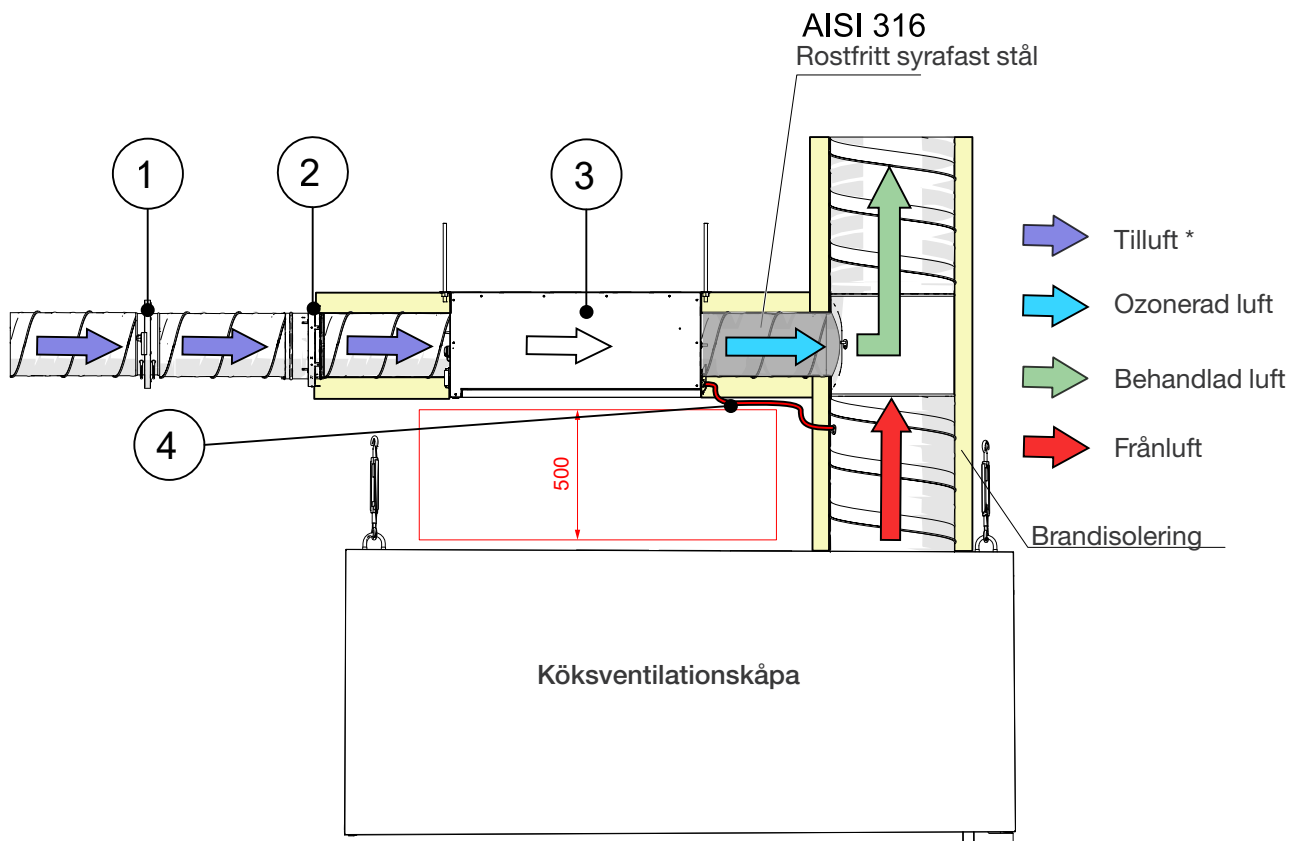 AISI 316
Rostfritt syrafast stål
1
2
3
4
Tilluft *
Ozonerad luft
Behandlad luft
Frånluft
500
Brandisolering
Köksventilationskåpa